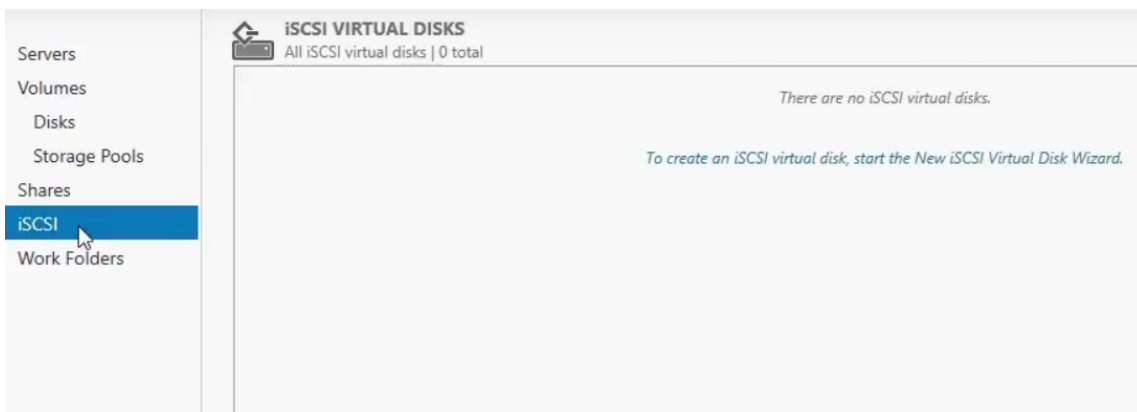 Servers
Volumes
Disks
Storage Pools
Shares
iSCSI
Work Folders
iSCSI VIRTUAL DISKS
All iSCSI virtual disks | 0 total
There are no iSCSI virtual disks.
To create an iSCSI virtual disk, start the New iSCSI Virtual Disk Wizard.